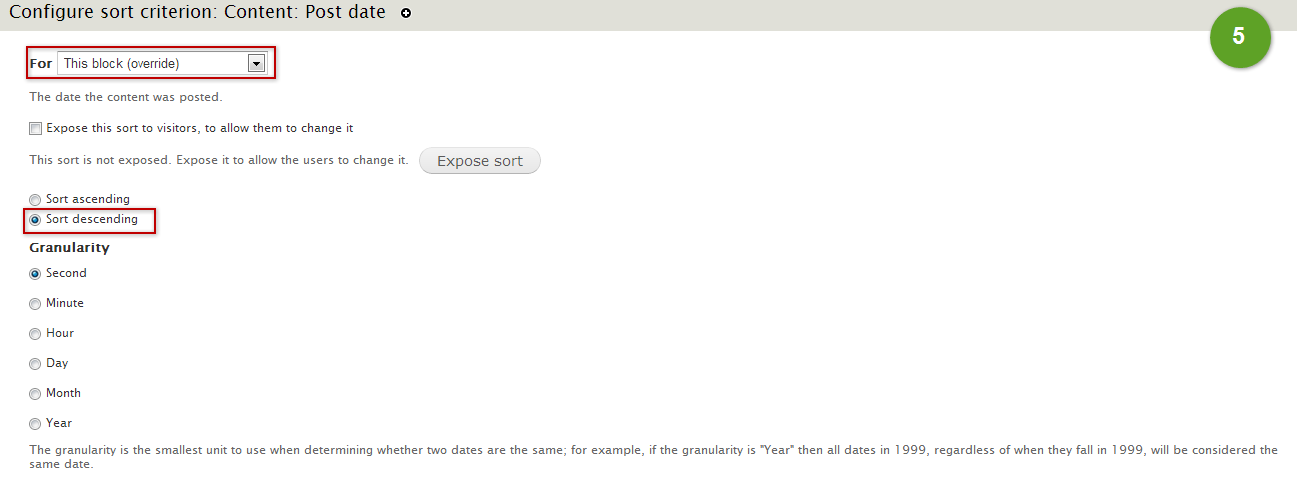 Configure sort criterion: Content: Post date
5
For This block (override)
The date the content was posted.
Expose this sort to visitors, to allow them to change it
This sort is not exposed. Expose it to allow the users to change it. Expose sort
Sort ascending
Sort descending
Granularity
Second
Minute
Hour
Day
Month
Year
The granularity is the smallest unit to use when determining whether two dates are the same; for example, if the granularity is "Year" then all dates in 1999, regardless of when they fall in 1999, will be considered the
same date.